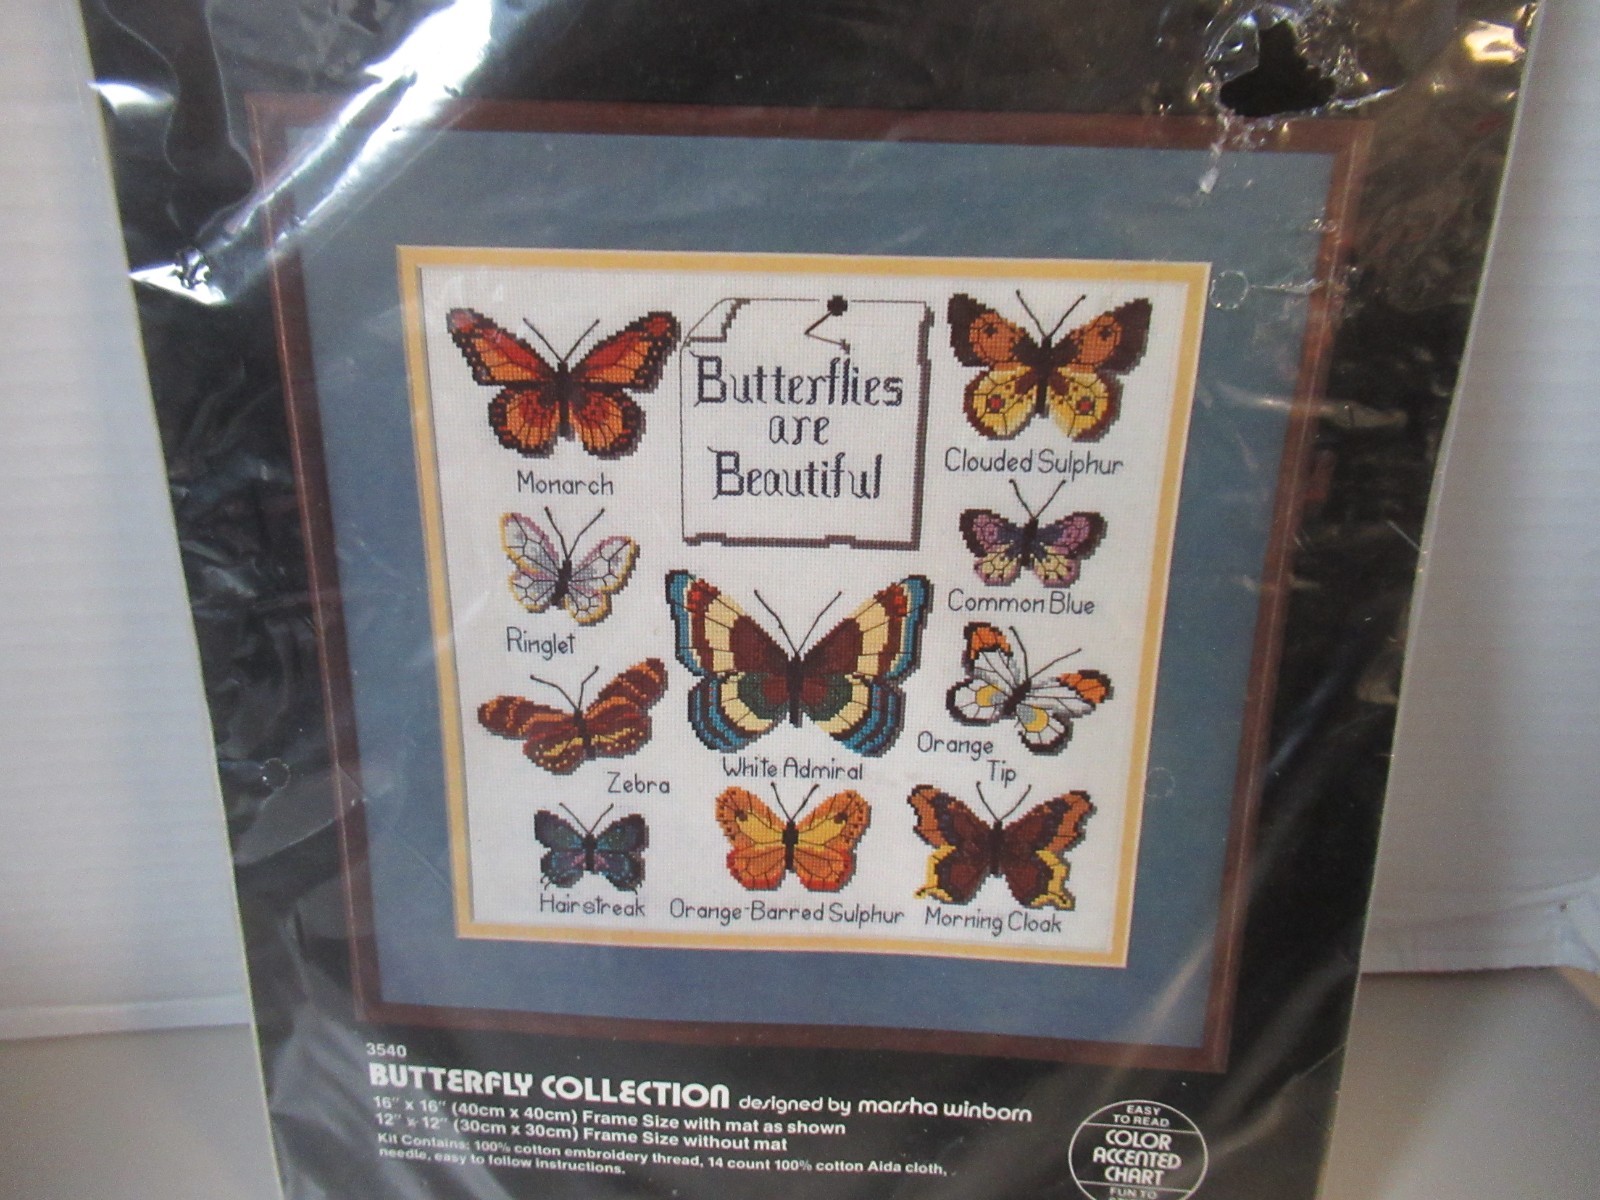 Butterflies
are
Beautiful
Monarch
Clouded Sulphur
Ringlet
Common Blue
Zebra
White Admiral
Orange
Tip
Hairstreak
Orange-Barred Sulphur
Morning Cloak
3540
BUTTERFLY COLLECTION designed by marsha winborn
16" x 16" (40cm x 40cm) Frame Size with mat as shown
12" x 12" (30cm x 30cm) Frame Size without mat
Kit Contains: 100% cotton embroidery thread, 14 count 100% cotton Aida cloth,
needle, easy to follow instructions.
EASY
TO READ
COLOR
ACCENTED
CHART
FUN TO